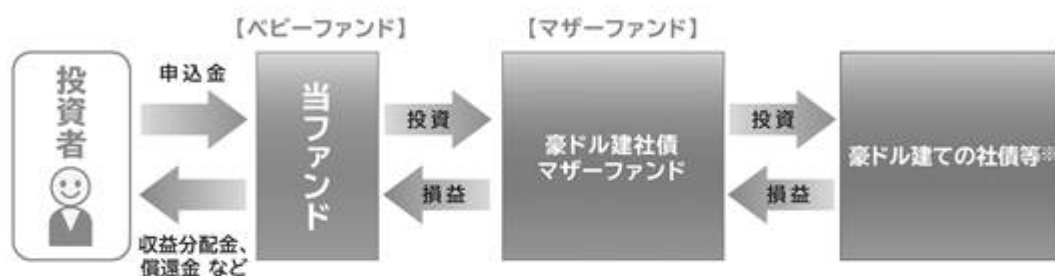 【ベビーファンド】
【マザーファンド】
投資者
申込金
収益分配金、
償還金 など
当ファンド
投資
損益
豪ドル建社債
マザーファンド
投資
損益
豪ドル建ての社債等※